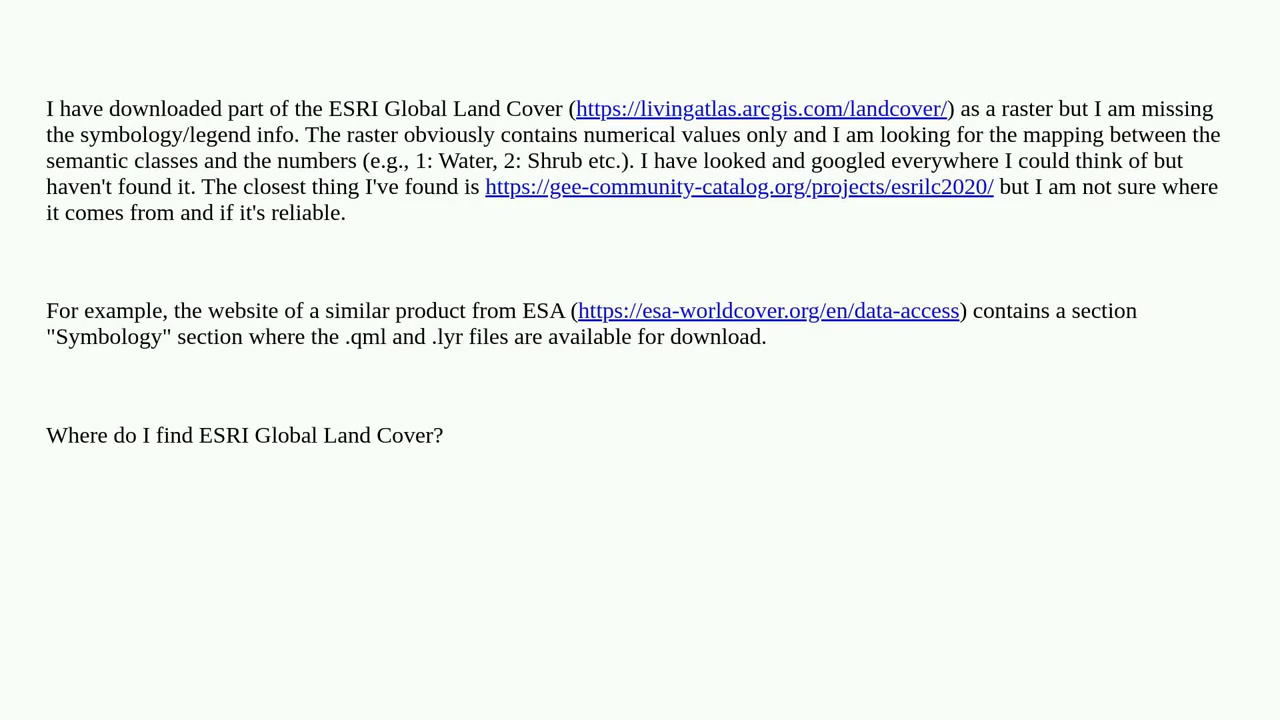 I have downloaded part of the ESRI Global Land Cover (https://livingatlas.arcgis.com/landcover/) as a raster but I am missing
the symbology/legend info. The raster obviously contains numerical values only and I am looking for the mapping between the
semantic classes and the numbers (e.g., 1: Water, 2: Shrub etc.). I have looked and googled everywhere I could think of but
haven't found it. The closest thing I've found is https://gee-community-catalog.org/projects/esrilc2020/ but I am not sure where
it comes from and if it's reliable.
For example, the website of a similar product from ESA (https://esa-worldcover.org/en/data-access) contains a section
"Symbology" section where the .qml and .lyr files are available for download.
Where do I find ESRI Global Land Cover?